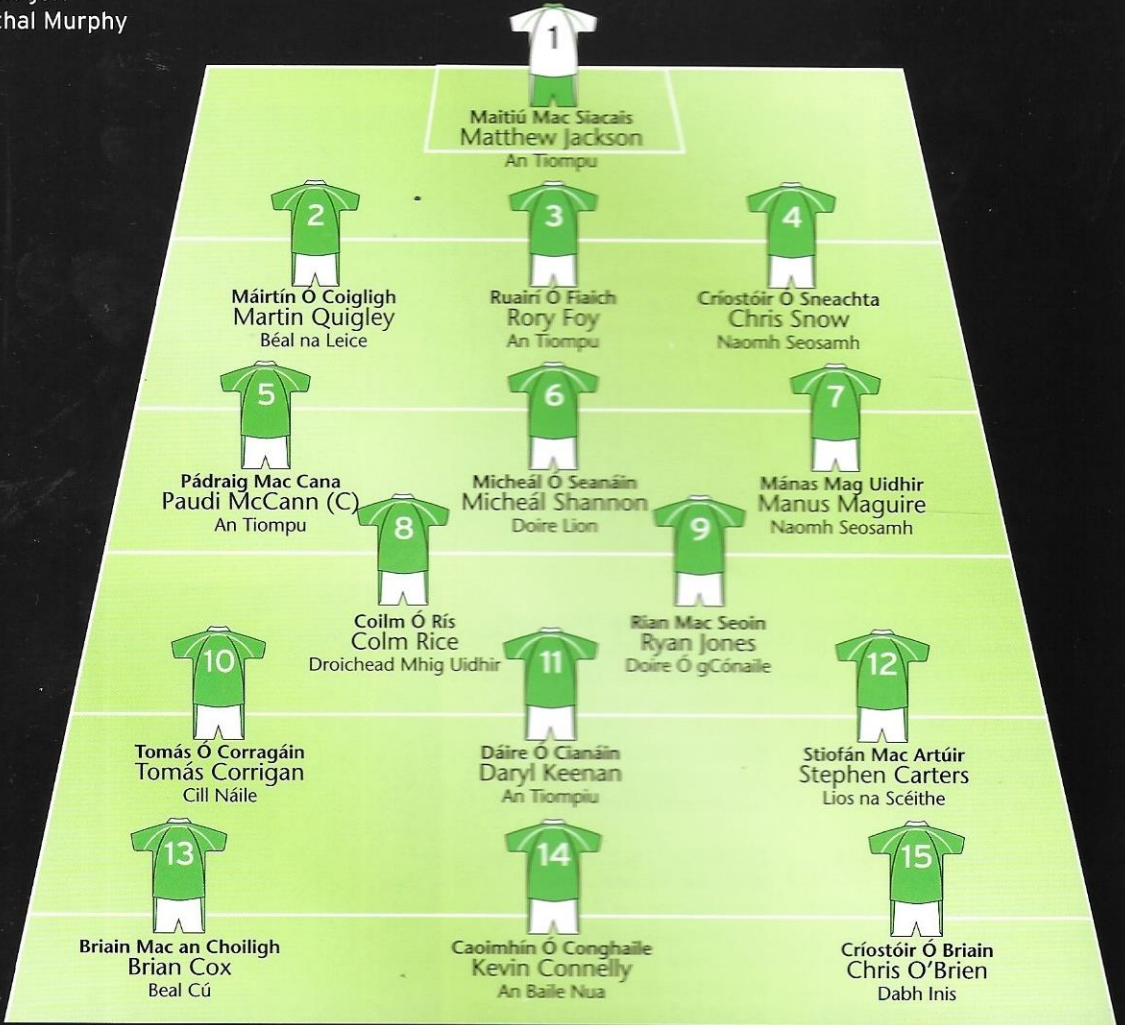 Murphy
1
Maitiú Mac Siacais
Matthew Jackson
An Tiompu
2
Máirtín Ó Coigligh
Martin Quigley
Béal na Leice
3
Ruairí Ó Fiaich
Rory Foy
An Tiompu
4
Críostóir Ó Sneachta
Chris Snow
Naomh Seosamh
5
Pádraig Mac Cana
Paudi McCann (C)
An Tiompu
6
Micheál Ó Seanáin
Micheál Shannon
Doire Lion
7
Mánas Mag Uidhir
Manus Maguire
Naomh Seosamh
8
Coilm Ó Rís
Colm Rice
Droichead Mhig Uidhir
9
Rian Mac Seoin
Ryan Jones
Doire Ó gCónaile
10
Tomás Ó Corragáin
Tomás Corrigan
Cill Náile
11
Dáire Ó Cianáin
Daryl Keenan
An Tiompiu
12
Stiofán Mac Artúir
Stephen Carters
Lios na Scéithe
13
Briain Mac an Choiligh
Brian Cox
Beal Cú
14
Caoimhín Ó Conghaile
Kevin Connelly
An Baile Nua
15
Críostóir Ó Briain
Chris O'Brien
Dabh Inis